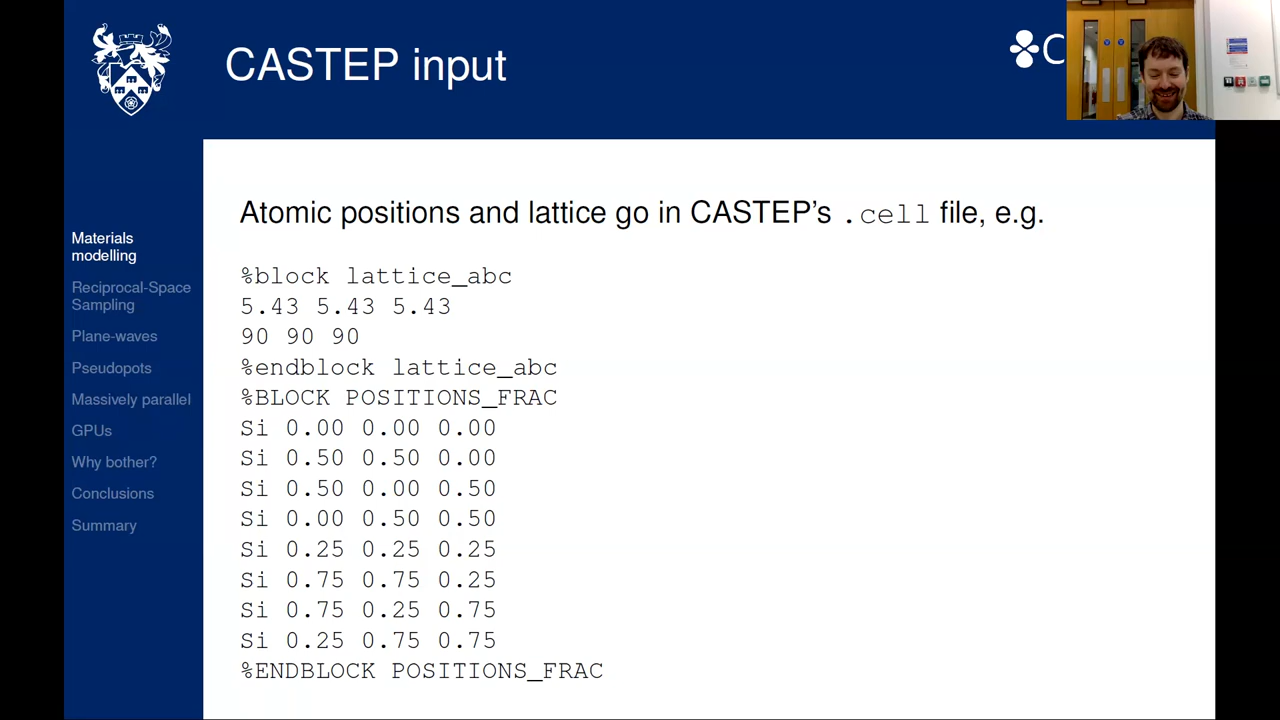 CASTEP input
C
Materials
modelling
Reciprocal-Space
Sampling
Plane-waves
Pseudopots
Massively parallel
GPUs
Why bother?
Conclusions
Summary
Atomic positions and lattice go in CASTEP's .cell file, e.g.
%block lattice_abc
5.43 5.43 5.43
90 90 90
%endblock lattice_abc
%BLOCK POSITIONS_FRAC
Si 0.00 0.00 0.00
Si 0.50 0.50 0.00
Si 0.50 0.00 0.50
Si 0.00 0.50 0.50
Si 0.25 0.25 0.25
Si 0.75 0.75 0.25
Si 0.75 0.25 0.75
Si 0.25 0.75 0.75
%ENDBLOCK POSITIONS_FRAC